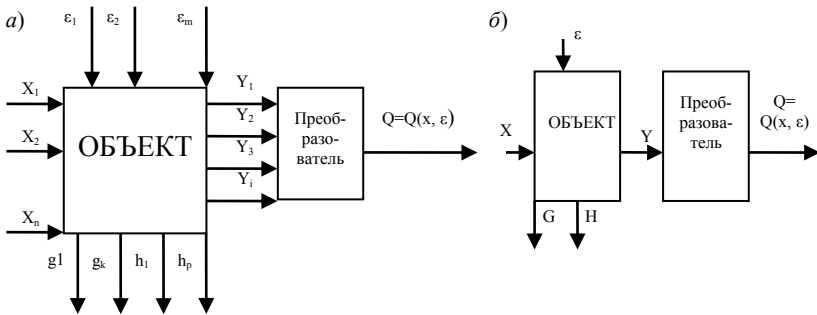 а)
ε1 ε2 εm
X1
X2
Xn
ОБЪЕКТ
Y1
Y2
Y3
Yi
Преоб-
разо-
ватель
Q=Q(x, ε)
g1 gk h1 hp
б)
ε
X
ОБЪЕКТ
Y
Преоб-
разова-
тель
Q=
Q(x, ε)
G H